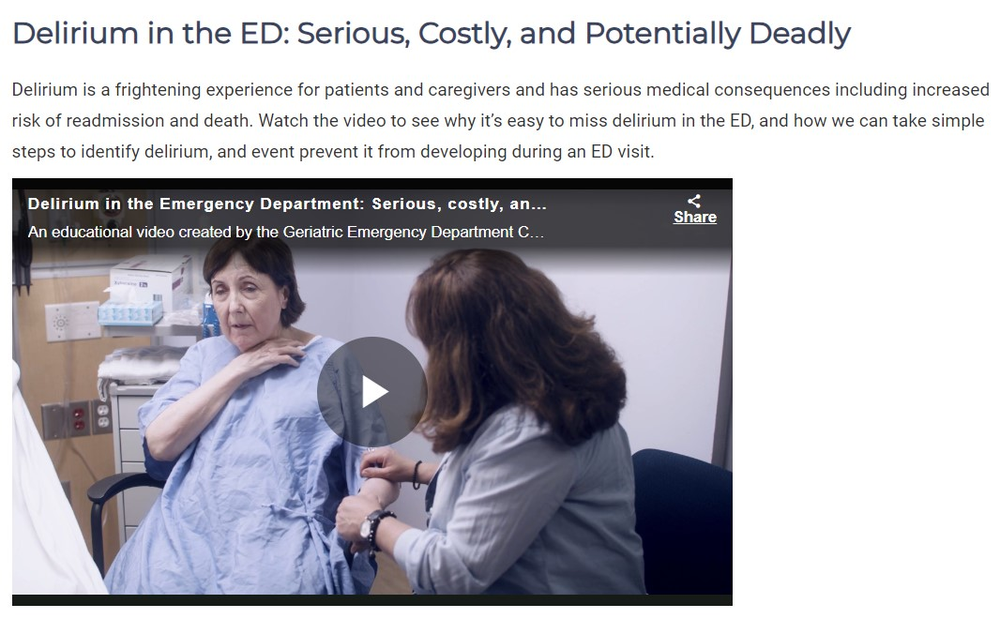 Delirium in the ED: Serious, Costly, and Potentially Deadly
Delirium is a frightening experience for patients and caregivers and has serious medical consequences including increased
risk of readmission and death. Watch the video to see why it’s easy to miss delirium in the ED, and how we can take simple
steps to identify delirium, and event prevent it from developing during an ED visit.
Delirium in the Emergency Department: Serious, costly, an...
Share
An educational video created by the Geriatric Emergency Department C...